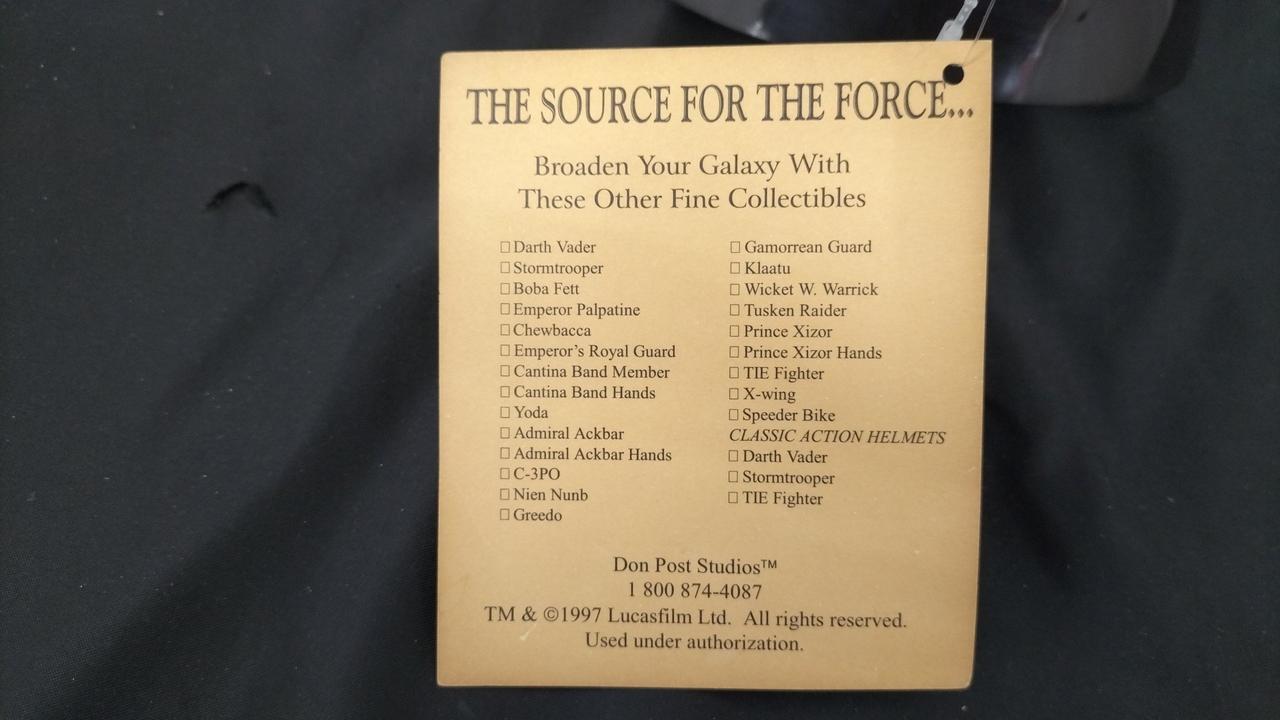 THE SOURCE FOR THE FORCE...
Broaden Your Galaxy With
These Other Fine Collectibles
☐ Darth Vader
☐ Stormtrooper
☐ Boba Fett
☐ Emperor Palpatine
☐ Chewbacca
☐ Emperor's Royal Guard
☐ Cantina Band Member
☐ Cantina Band Hands
☐ Yoda
☐ Admiral Ackbar
☐ Admiral Ackbar Hands
☐ C-3PO
☐ Nien Nunb
☐ Greedo
☐ Gamorrean Guard
☐ Klaatu
☐ Wicket W. Warrick
☐ Tusken Raider
☐ Prince Xizor
☐ Prince Xizor Hands
☐ TIE Fighter
☐ X-wing
☐ Speeder Bike
CLASSIC ACTION HELMETS
☐ Darth Vader
☐ Stormtrooper
☐ TIE Fighter
Don Post Studios™
1 800 874-4087
TM & ©1997 Lucasfilm Ltd. All rights reserved.
Used under authorization.